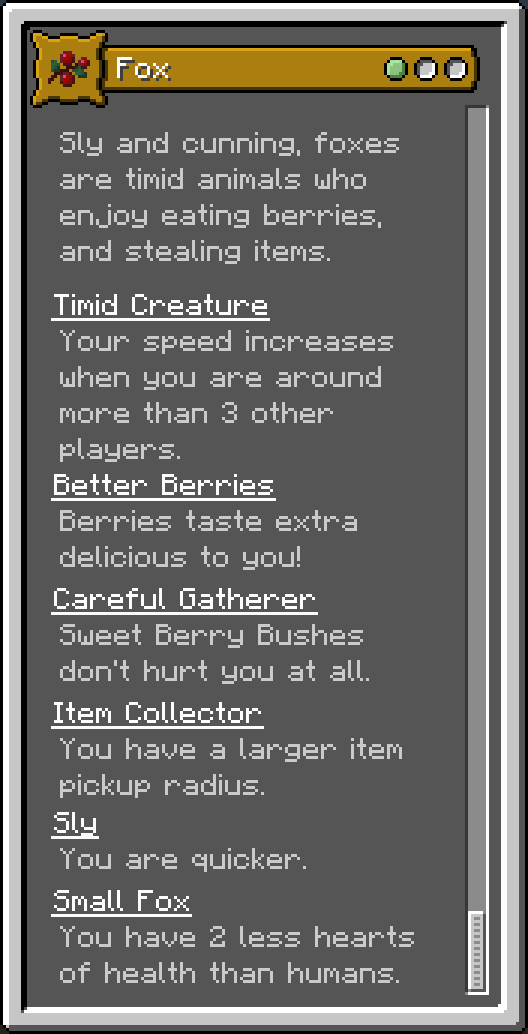 Fox
Sly and cunning, foxes
are timid animals who
enjoy eating berries,
and stealing items.
Timid Creature
Your speed increases
when you are around
more than 3 other
players.
Better Berries
Berries taste extra
delicious to you!
Careful Gatherer
Sweet Berry Bushes
don't hurt you at all.
Item Collector
You have a larger item
pickup radius.
Sly
You are quicker.
Small Fox
You have 2 less hearts
of health than humans.